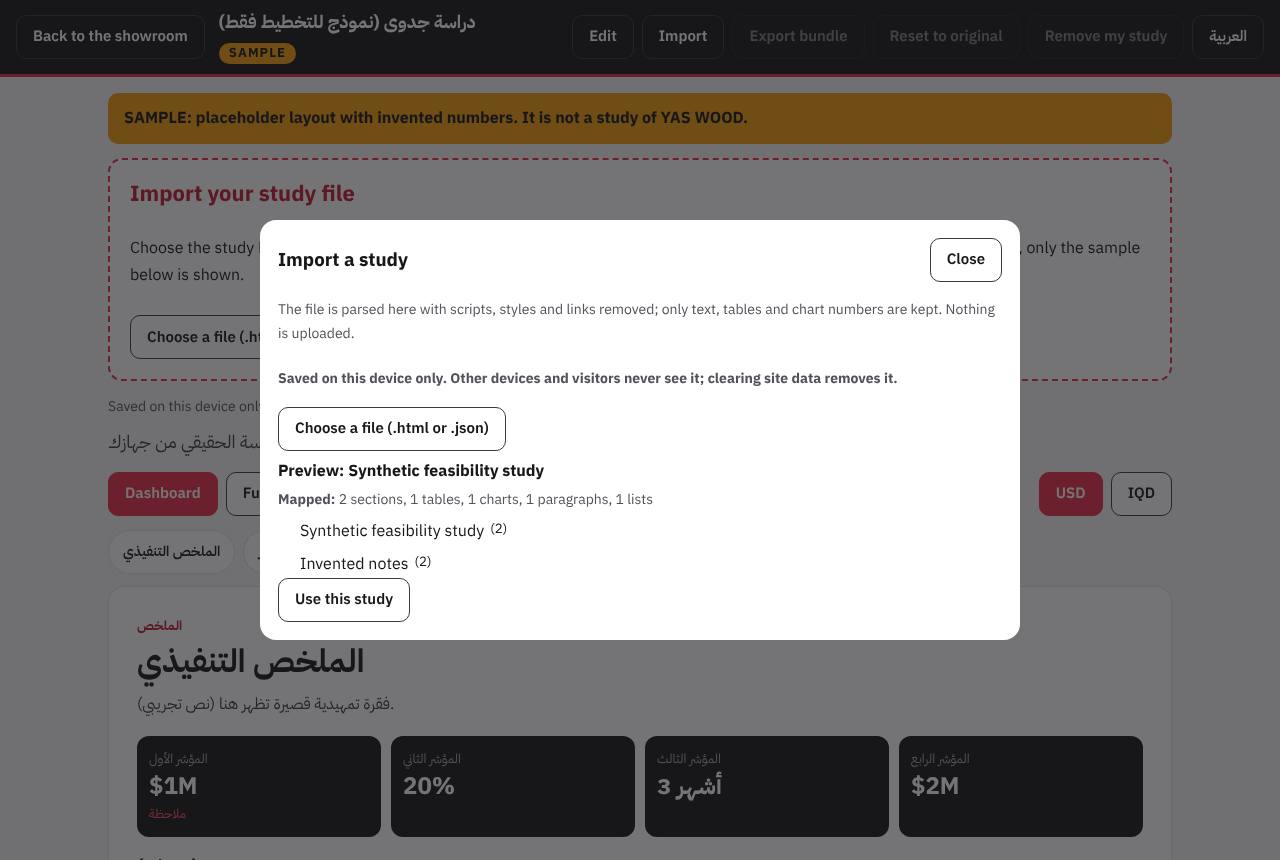 Back to the showroom
دراسة جدوى (نموذج للتخطيط فقط)
SAMPLE
Edit
Import
Export bundle
Reset to original
Remove my study
العربية
SAMPLE: placeholder layout with invented numbers. It is not a study of YAS WOOD.
Import your study file
Choose the study
, only the sample
below is shown.
Choose a file (.ht
Saved on this device only
سة الحقيقي من جهازك
Dashboard
Fu
USD
IQD
الملخص التنفيذي
Import a study
Close
The file is parsed here with scripts, styles and links removed; only text, tables and chart numbers are kept. Nothing
is uploaded.
Saved on this device only. Other devices and visitors never see it; clearing site data removes it.
Choose a file (.html or .json)
Preview: Synthetic feasibility study
Mapped: 2 sections, 1 tables, 1 charts, 1 paragraphs, 1 lists
Synthetic feasibility study (2)
Invented notes (2)
Use this study
الملخص
الملخص التنفيذي
فقرة تمهيدية قصيرة تظهر هنا (نص تجريبي).
المؤشر الأول
$1M
ملاحظة
المؤشر الثاني
20%
المؤشر الثالث
3 أشهر
المؤشر الرابع
$2M